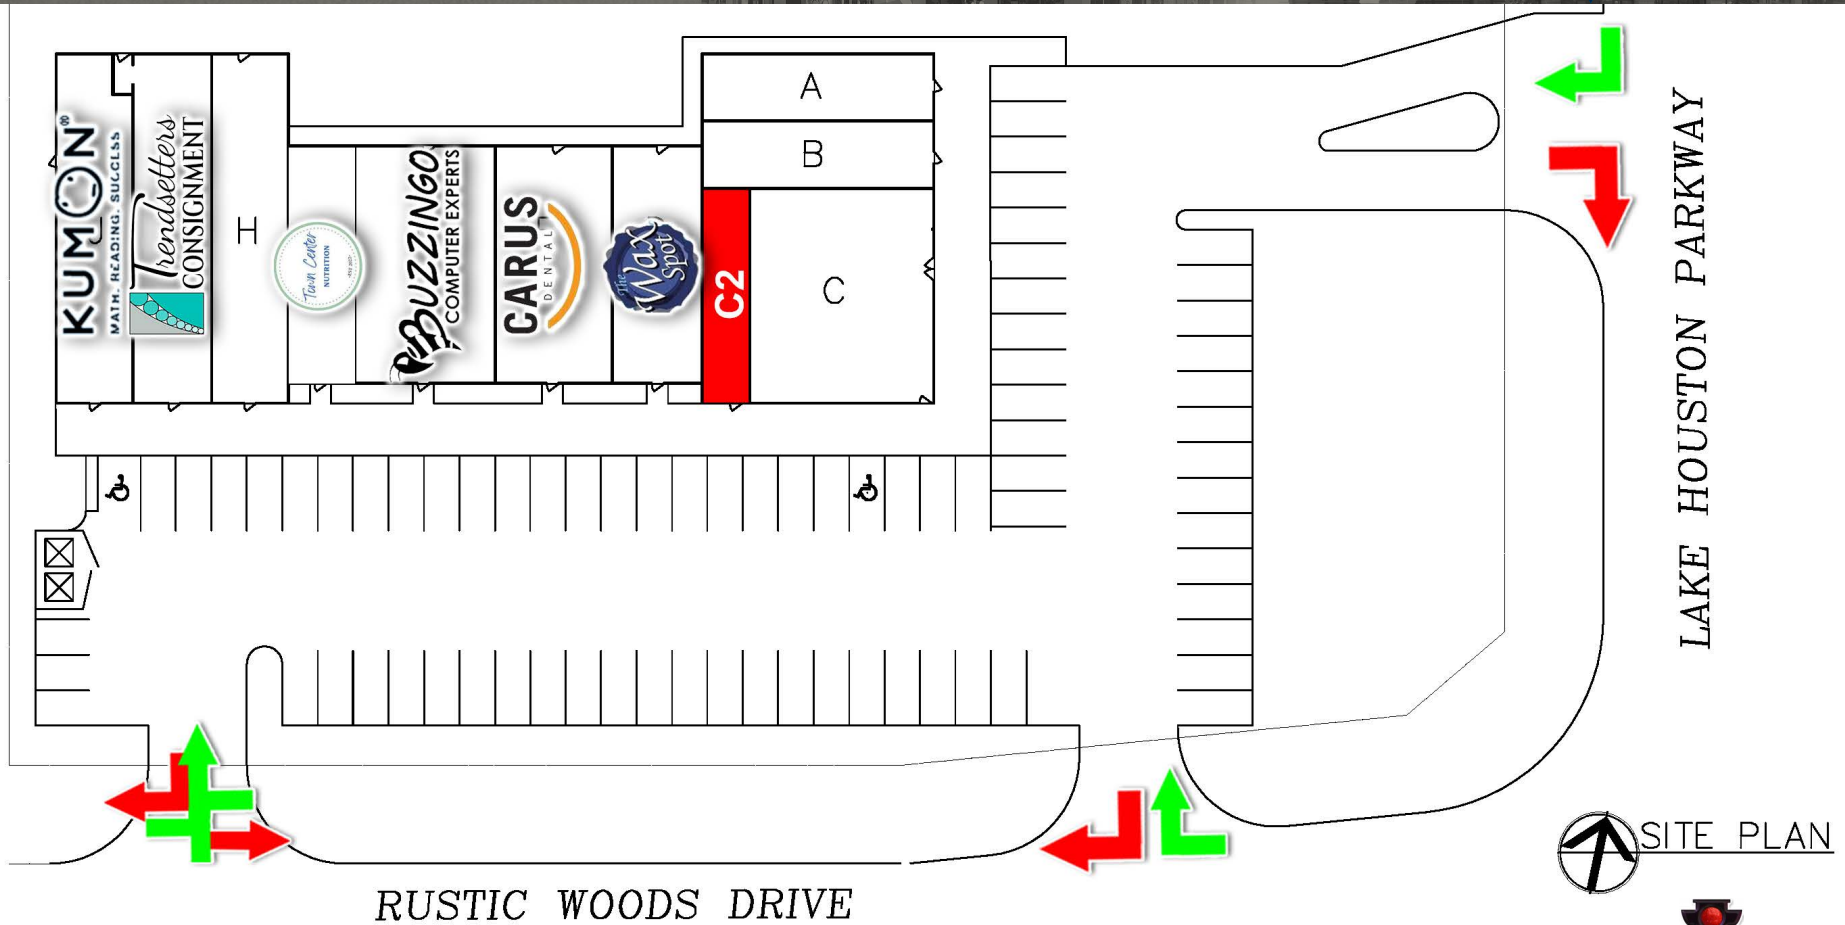 KUMON®
MATH. READING. SUCCESS
Trendsetters
CONSIGNMENT
H
Town Center
NUTRITION
BUZZINGO
COMPUTER EXPERTS
CARUS
DENTAL
The
Wax
Spot
A
B
C2
C
LAKE HOUSTON PARKWAY
RUSTIC WOODS DRIVE
SITE PLAN